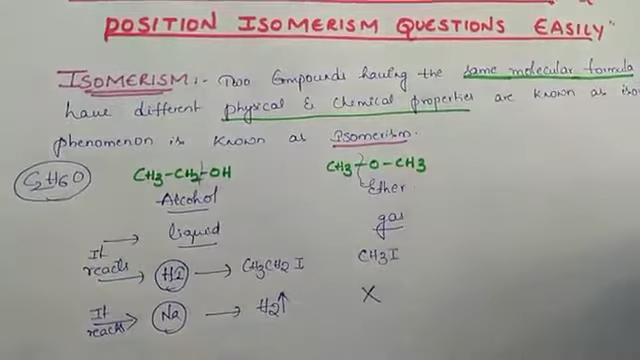 POSITION ISOMERISM QUESTIONS EASILY"
ISOMERISM:- Two Compounds having the same molecular formula
have different physical & chemical properties are known as iso
phenomenon is known as Isomerism.
C2H6O CH3-CH2-OH CH3-O-CH3
Alcohol Ether
liquid gas
It reacts HI → CH3CH2I CH3I
It reacts Na → H2↑ X